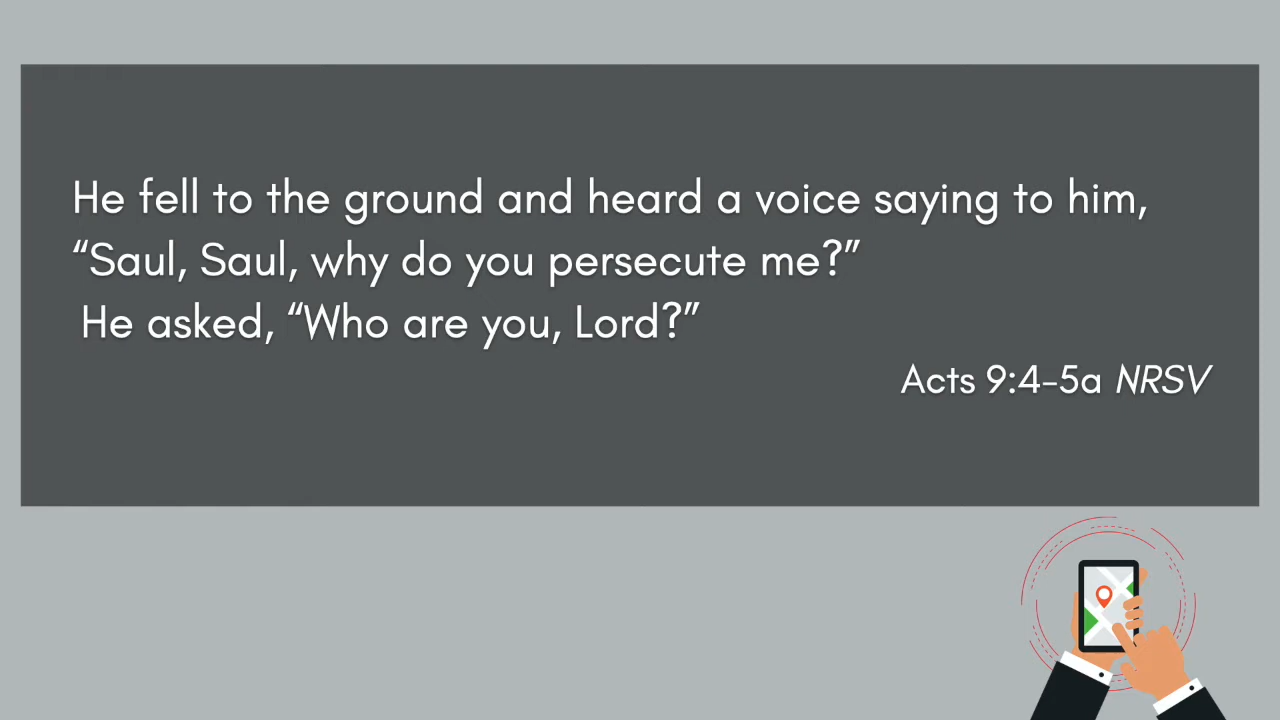 He fell to the ground and heard a voice saying to him,
“Saul, Saul, why do you persecute me?”
He asked, “Who are you, Lord?”
Acts 9:4-5a NRSV